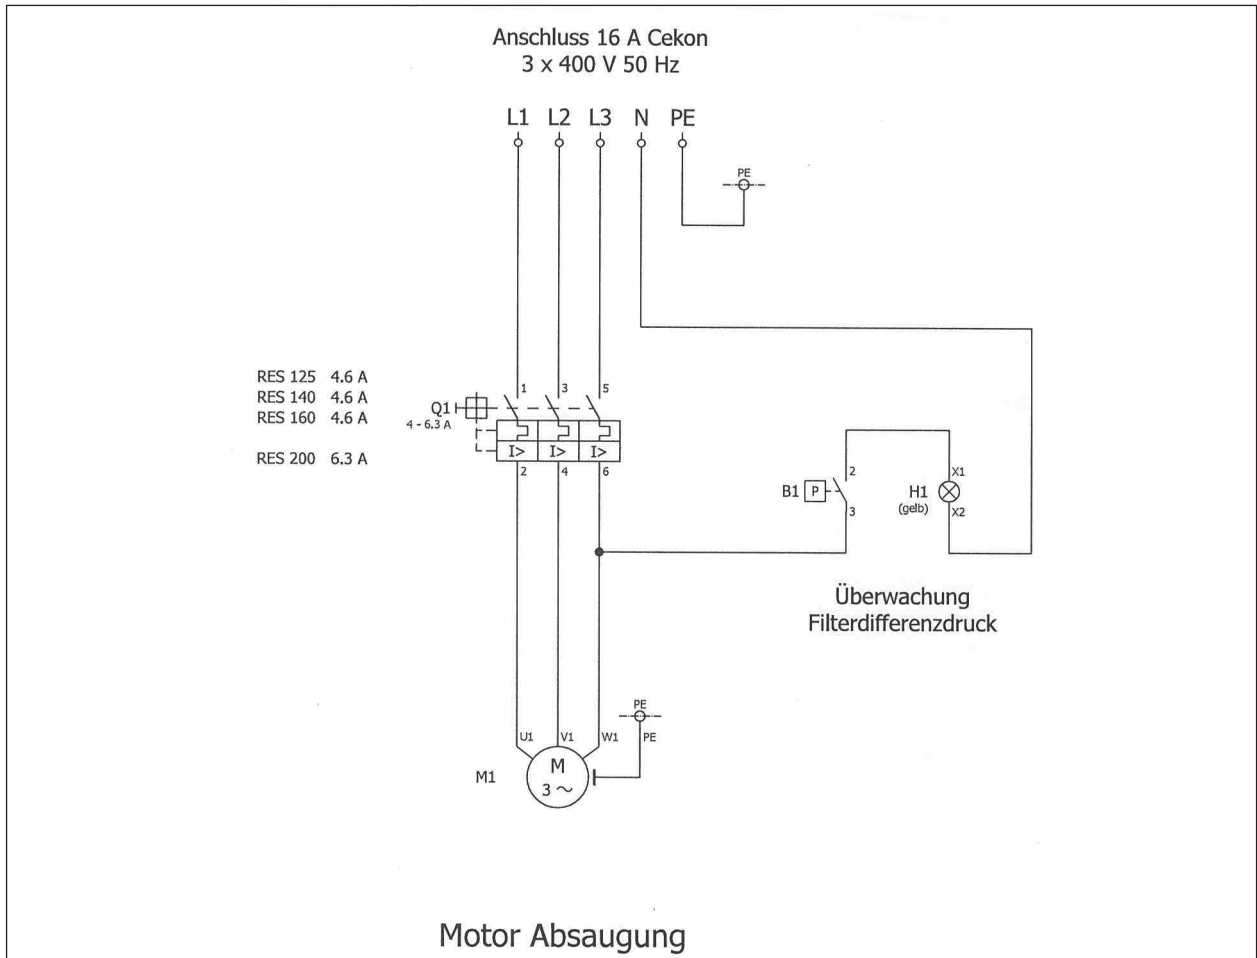 Anschluss 16 A Cekon
3 x 400 V 50 Hz
L1 L2 L3 N PE
PE
RES 125 4.6 A
RES 140 4.6 A
RES 160 4.6 A
RES 200 6.3 A
1 3 5
Q1
4 - 6.3 A
I> I> I>
2 4 6
2 X1
B1 P H1
(gelb)
3 X2
Überwachung
Filterdifferenzdruck
PE
U1 V1 W1 PE
M1 M
3 ~
Motor Absaugung